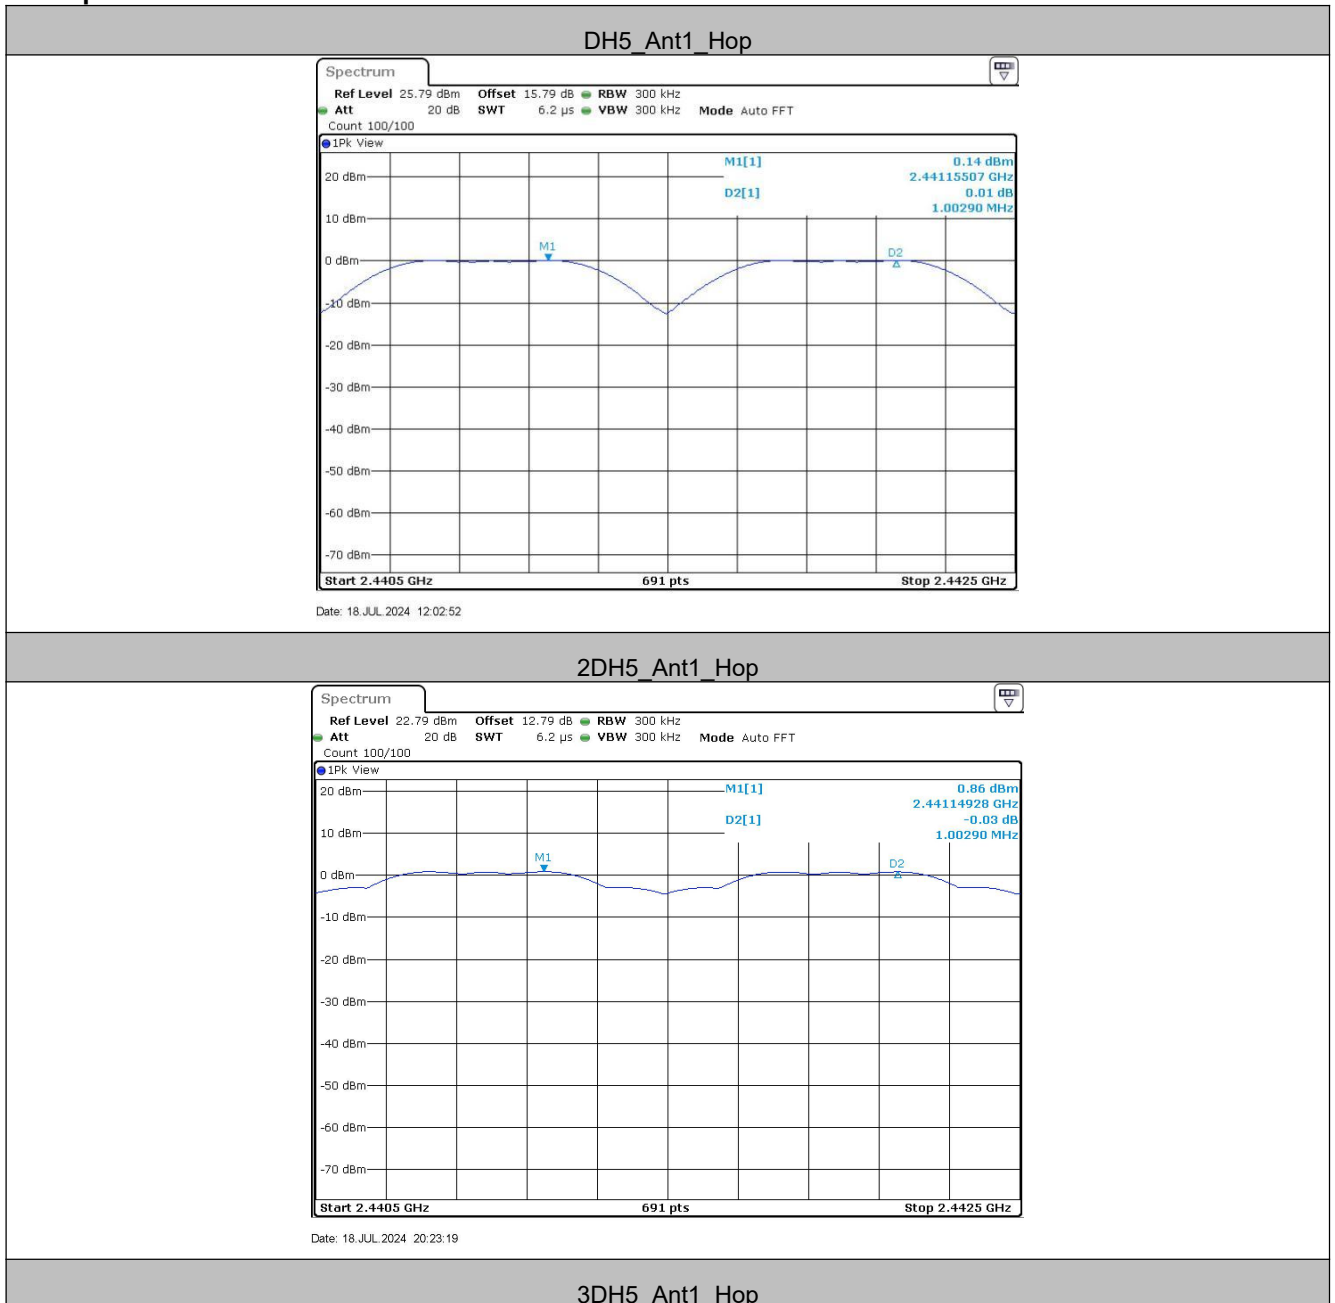 DH5_Ant1_Hop
Spectrum
Ref Level 25.79 dBm Offset 15.79 dB RBW 300 kHz
Att 20 dB SWT 6.2 µs VBW 300 kHz Mode Auto FFT
Count 100/100
1Pk View
M1[1] 0.14 dBm
2.44115507 GHz
D2[1] 0.01 dB
1.00290 MHz
20 dBm
10 dBm
M1
D2
0 dBm
-10 dBm
-20 dBm
-30 dBm
-40 dBm
-50 dBm
-60 dBm
-70 dBm
Start 2.4405 GHz 691 pts Stop 2.4425 GHz
Date: 18.JUL.2024 12:02:52
2DH5_Ant1_Hop
Spectrum
Ref Level 22.79 dBm Offset 12.79 dB RBW 300 kHz
Att 20 dB SWT 6.2 µs VBW 300 kHz Mode Auto FFT
Count 100/100
1Pk View
M1[1] 0.86 dBm
2.44114928 GHz
D2[1] -0.03 dB
1.00290 MHz
20 dBm
10 dBm
M1
D2
0 dBm
-10 dBm
-20 dBm
-30 dBm
-40 dBm
-50 dBm
-60 dBm
-70 dBm
Start 2.4405 GHz 691 pts Stop 2.4425 GHz
Date: 18.JUL.2024 20:23:19
3DH5_Ant1_Hop